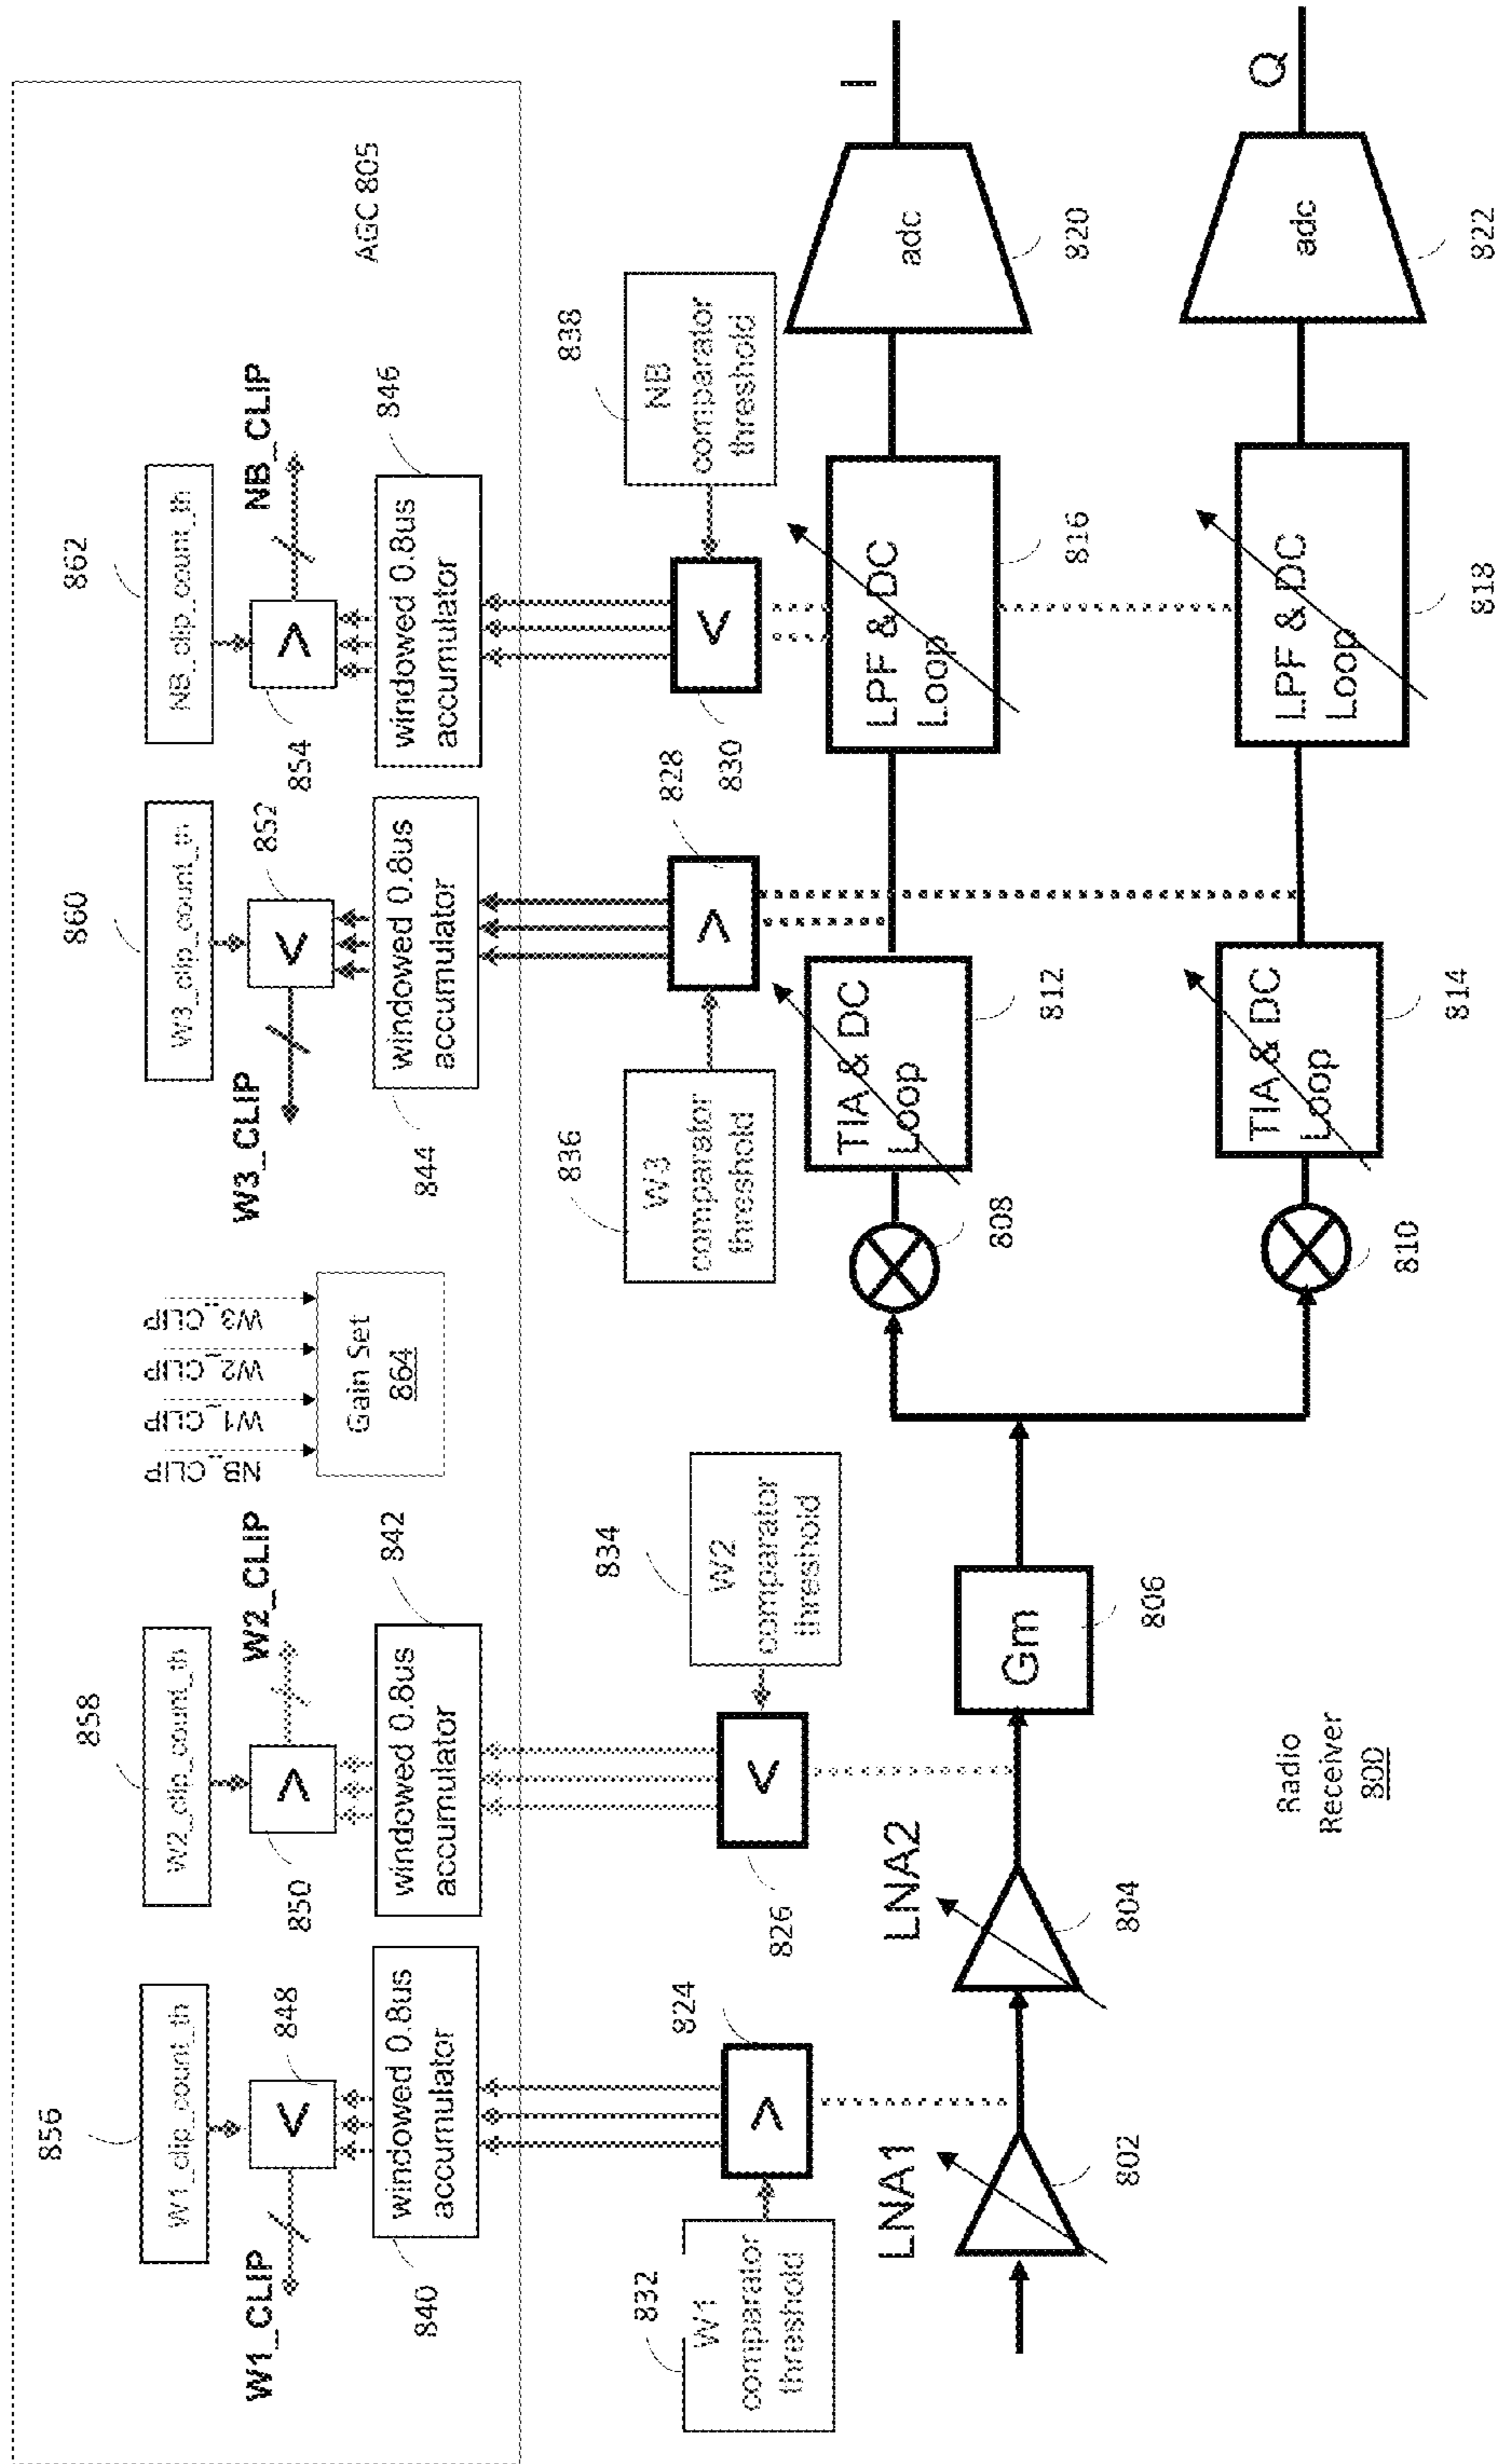 856
W1_clip_count_th
848
<
W1_CLIP
windowed 0.8us
accumulator
840
858
W2_clip_count_th
850
>
W2_CLIP
windowed 0.8us
accumulator
842
NB_CLIP
W1_CLIP
W2_CLIP
W3_CLIP
Gain Set
864
860
W3_clip_count_th
852
<
W3_CLIP
windowed 0.8us
accumulator
844
862
NB_clip_count_th
854
>
NB_CLIP
windowed 0.8us
accumulator
846
AGC 805
832
W1
comparator
threshold
824
>
826
<
834
W2
comparator
threshold
836
W3
comparator
threshold
828
>
830
<
838
NB
comparator
threshold
LNA1
802
LNA2
804
Gm
806
808
810
TIA & DC
Loop
812
TIA & DC
Loop
814
LPF & DC
Loop
816
LPF & DC
Loop
818
adc
820
I
adc
822
Q
Radio
Receiver
800